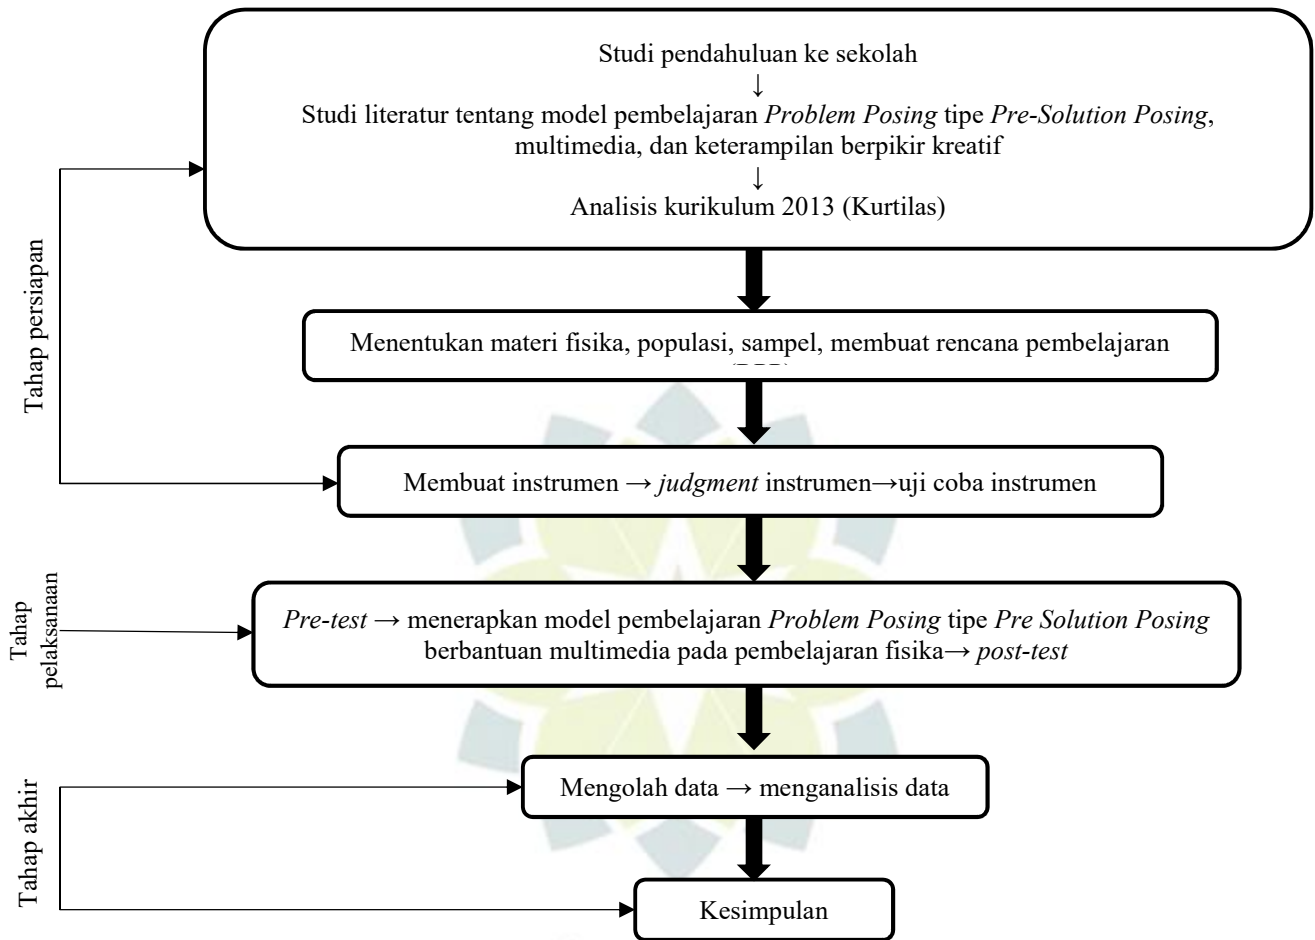 Studi pendahuluan ke sekolah
↓
Studi literatur tentang model pembelajaran Problem Posing tipe Pre-Solution Posing,
multimedia, dan keterampilan berpikir kreatif
↓
Analisis kurikulum 2013 (Kurtilas)
Tahap persiapan
Menentukan materi fisika, populasi, sampel, membuat rencana pembelajaran
Membuat instrumen → judgment instrumen→uji coba instrumen
Tahap
pelaksanaan
Pre-test → menerapkan model pembelajaran Problem Posing tipe Pre Solution Posing
berbantuan multimedia pada pembelajaran fisika→ post-test
Tahap akhir
Mengolah data → menganalisis data
Kesimpulan